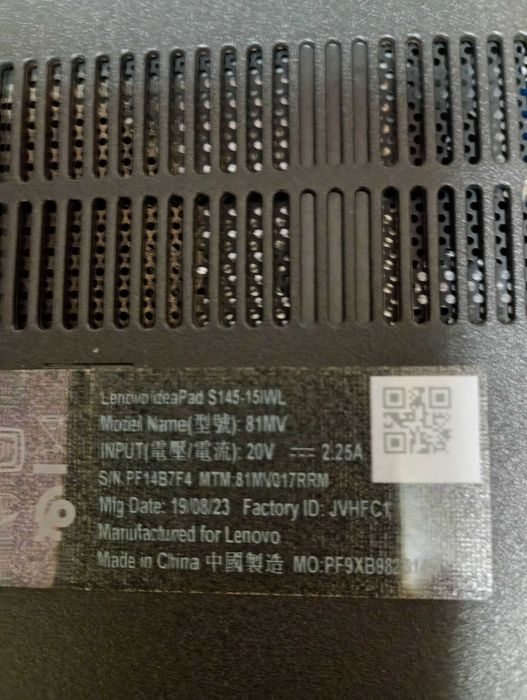 Lenovo ideaPad S145-15IWL
Model Name(型號): 81MV
INPUT(電壓/電流): 20V ⎓ 2.25A
S/N:PF14B7F4 MTM:81MV017RRM
Mfg Date: 19/08/23 Factory ID: JVHFC1
Manufactured for Lenovo
Made in China 中國製造